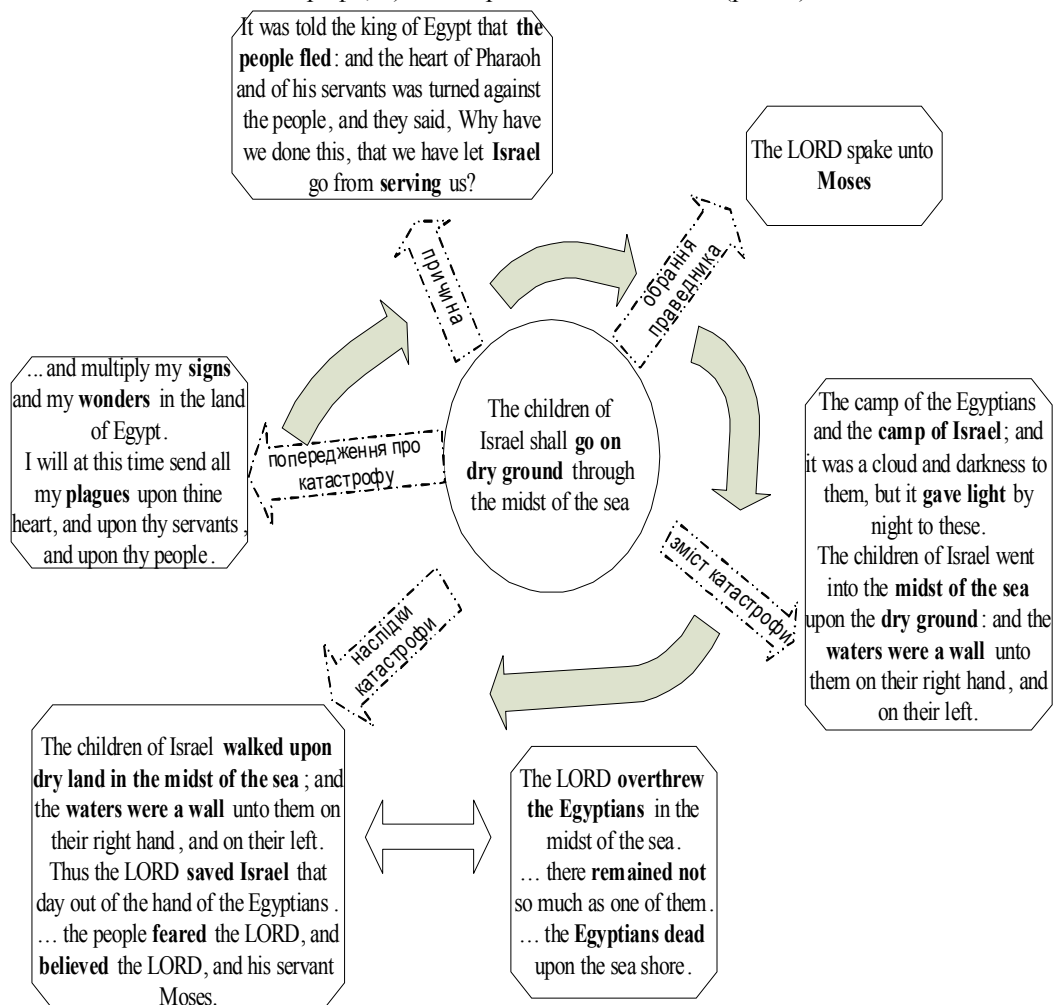 It was told the king of Egypt that the
people fled: and the heart of Pharaoh
and of his servants was turned against
the people, and they said, Why have
we done this, that we have let Israel
go from serving us?
The LORD spake unto
Moses
причина
обрання
праведника
... and multiply my signs
and my wonders in the land
of Egypt.
I will at this time send all
my plagues upon thine
heart, and upon thy servants,
and upon thy people.
попередження про
катастрофу
The children of
Israel shall go on
dry ground through
the midst of the sea
The camp of the Egyptians
and the camp of Israel; and
it was a cloud and darkness to
them, but it gave light by
night to these.
The children of Israel went
into the midst of the sea
upon the dry ground: and the
waters were a wall unto
them on their right hand, and
on their left.
зміст катастрофи
наслідки
катастрофи
The children of Israel walked upon
dry land in the midst of the sea; and
the waters were a wall unto them on
their right hand, and on their left.
Thus the LORD saved Israel that
day out of the hand of the Egyptians.
... the people feared the LORD, and
believed the LORD, and his servant
Moses.
The LORD overthrew
the Egyptians in the
midst of the sea.
... there remained not
so much as one of them.
... the Egyptians dead
upon the sea shore.